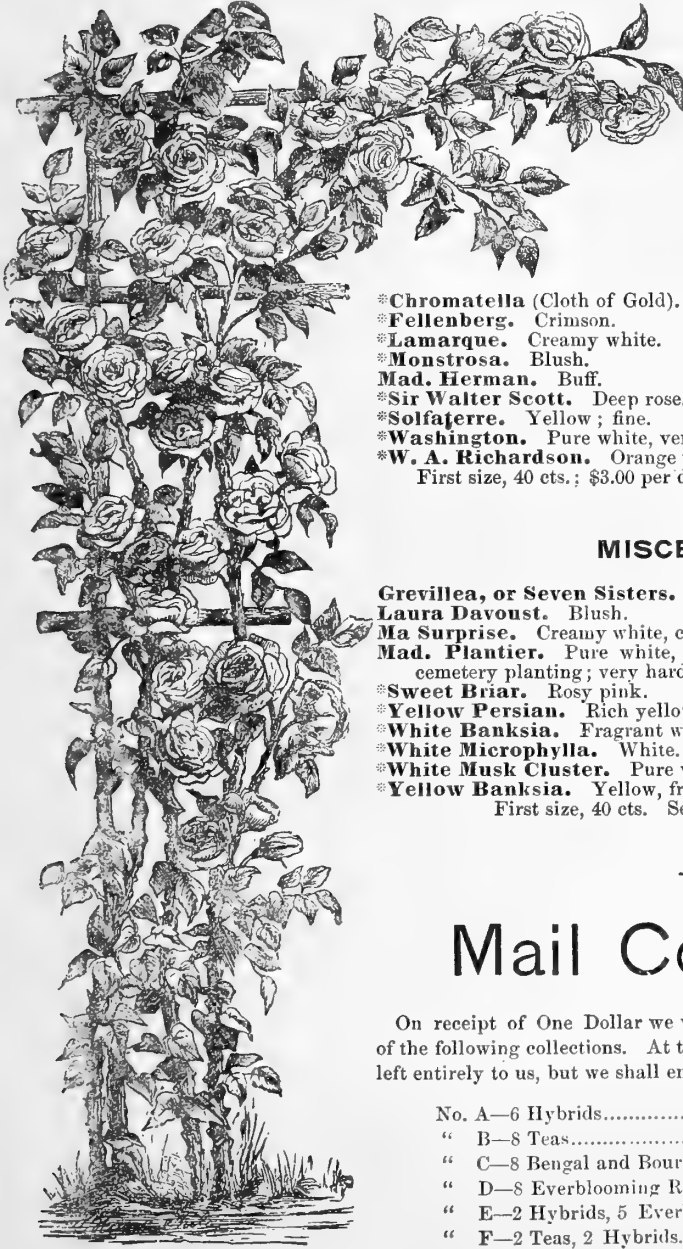 *Chromatella (Cloth of Gold).
*Fellenberg. Crimson.
*Lamarque. Creamy white.
*Monstrosa. Blush.
Mad. Herman. Buff.
*Sir Walter Scott. Deep rose.
*Solfaterre. Yellow; fine.
*Washington. Pure white,
*W. A. Richardson. Orange
First size, 40 cts.; $3.00 per
MISCE
Grevillea, or Seven Sisters.
Laura Davoust. Blush.
Ma Surprise. Creamy white, c
Mad. Plantier. Pure white,
cemetery planting; very hard
*Sweet Briar. Rosy pink.
*Yellow Persian. Rich yello
*White Banksia. Fragrant w
*White Microphylla. White.
*White Musk Cluster. Pure
*Yellow Banksia. Yellow, fr
First size, 40 cts. Se
Mail Co
On receipt of One Dollar we
of the following collections. At t
left entirely to us, but we shall en
No. A—6 Hybrids..............
“ B—8 Teas....................
“ C—8 Bengal and Bour
“ D—8 Everblooming R
“ E—2 Hybrids, 5 Ever
“ F—2 Teas, 2 Hybrids.